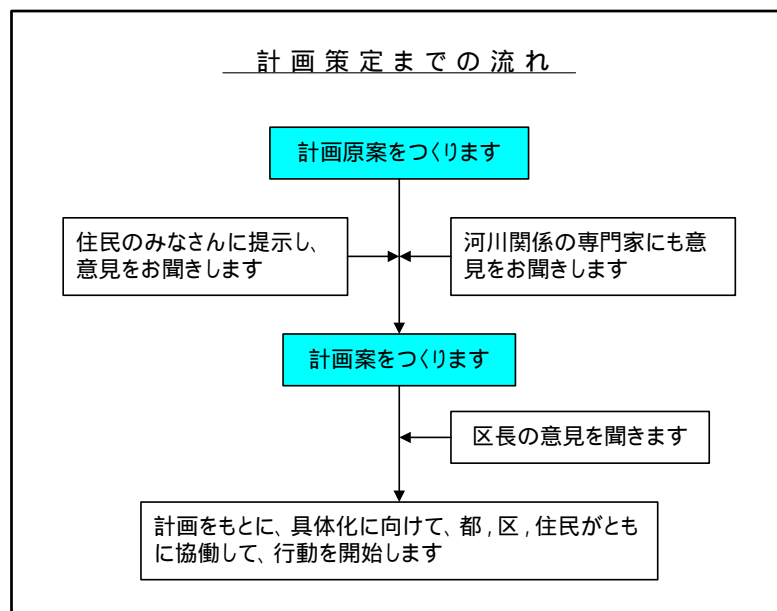 計画策定までの流れ
計画原案をつくります
住民のみなさんに提示し、
意見をお聞きします
河川関係の専門家にも意
見をお聞きします
計画案をつくります
区長の意見を聞きます
計画をもとに、具体化に向けて、都，区，住民がとも
に協働して、行動を開始します